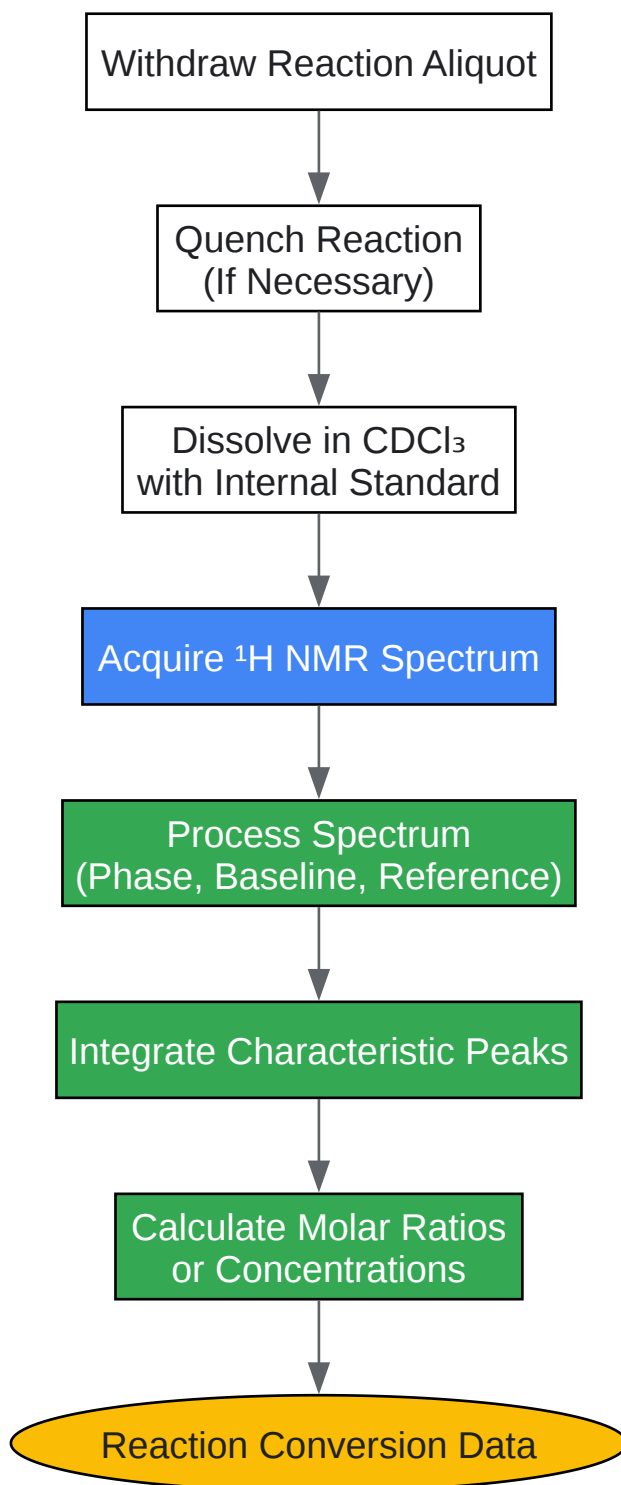 Withdraw Reaction Aliquot
Quench Reaction
(If Necessary)
Dissolve in CDCl₃
with Internal Standard
Acquire ¹H NMR Spectrum
Process Spectrum
(Phase, Baseline, Reference)
Integrate Characteristic Peaks
Calculate Molar Ratios
or Concentrations
Reaction Conversion Data